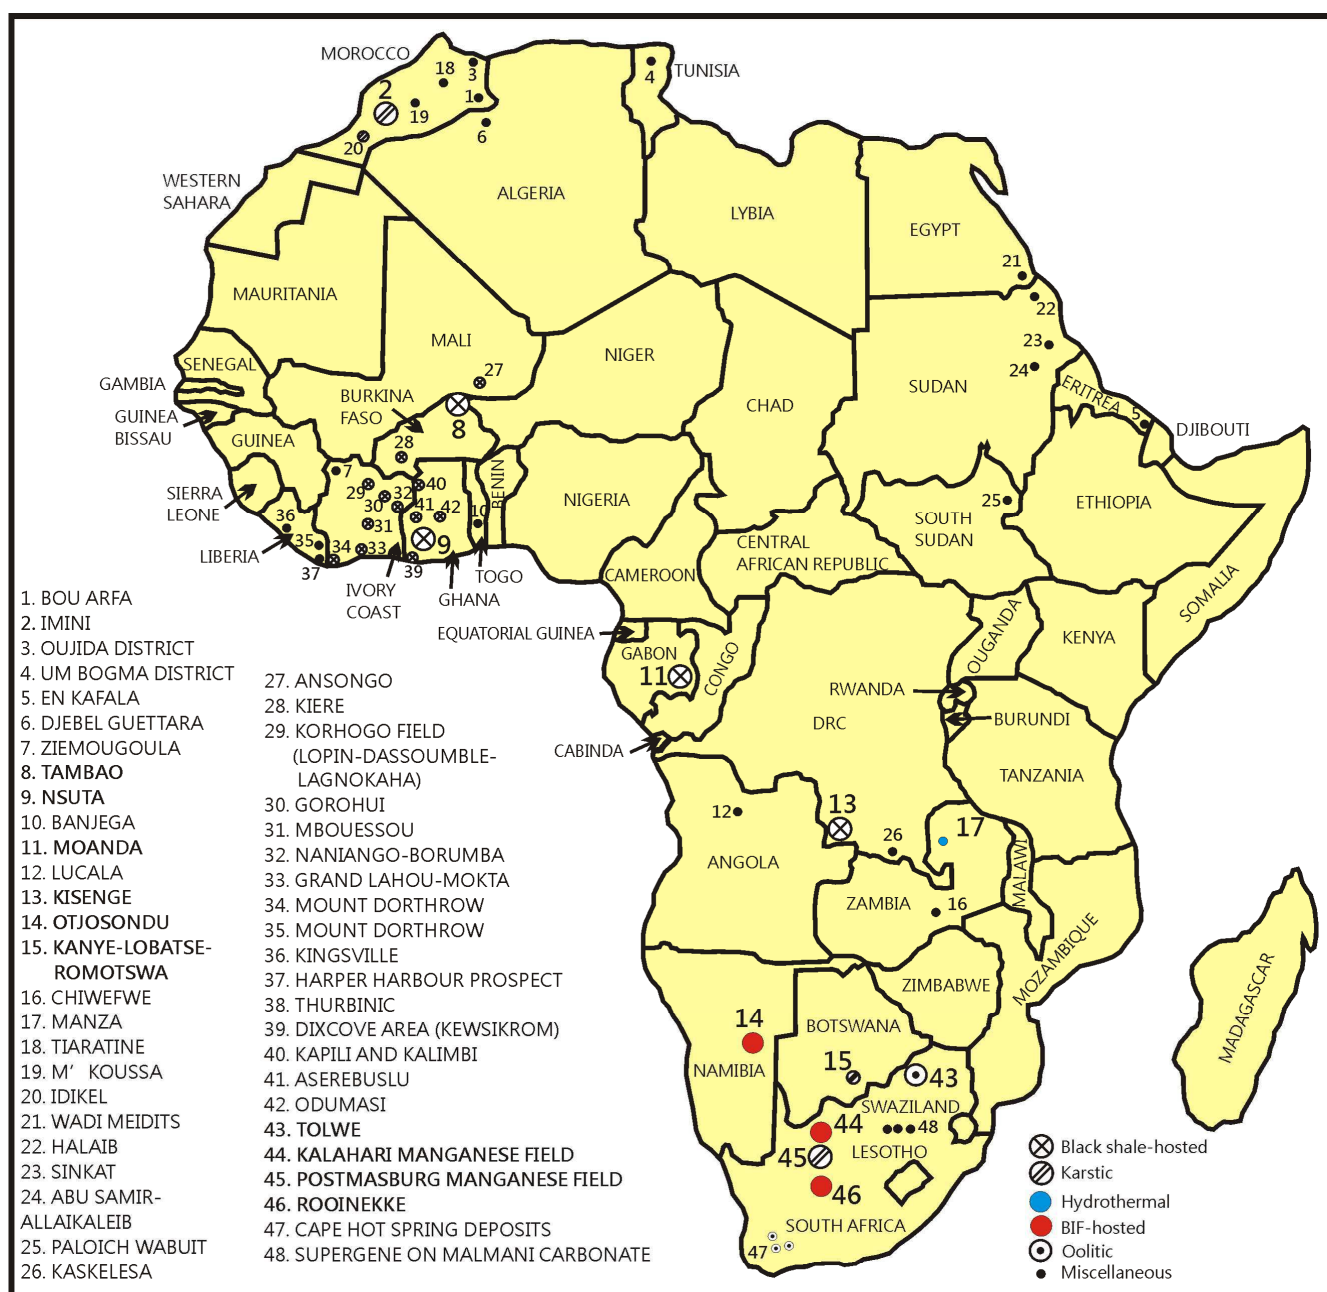 MOROCCO
18
3
4
TUNISIA
2
1
19
6
20
WESTERN
SAHARA
ALGERIA
LYBIA
EGYPT
21
MAURITANIA
22
MALI
NIGER
23
SENEGAL
27
24
SUDAN
GAMBIA
BURKINA
FASO
CHAD
ERITREA
5
GUINEA
BISSAU
8
DJIBOUTI
GUINEA
28
7
BENIN
SIERRA
LEONE
29
32
40
NIGERIA
25
ETHIOPIA
30
41
42
10
36
31
SOUTH
SUDAN
LIBERIA
35
34
33
9
CENTRAL
AFRICAN REPUBLIC
37
39
TOGO
CAMEROON
IVORY
COAST
GHANA
SOMALIA
EQUATORIAL GUINEA
OUGANDA
KENYA
GABON
CONGO
11
RWANDA
DRC
BURUNDI
CABINDA
TANZANIA
12
13
17
26
ANGOLA
MALAWI
ZAMBIA
16
MOZAMBIQUE
ZIMBABWE
MADAGASCAR
14
BOTSWANA
NAMIBIA
15
43
SWAZILAND
44
48
45
LESOTHO
46
SOUTH AFRICA
47
1. BOU ARFA
2. IMINI
3. OUJIDA DISTRICT
4. UM BOGMA DISTRICT
5. EN KAFALA
6. DJEBEL GUETTARA
7. ZIEMOUGOULA
8. TAMBAO
9. NSUTA
10. BANJEGA
11. MOANDA
12. LUCALA
13. KISENGE
14. OTJOSONDU
15. KANYE-LOBATSE-
ROMOTSWA
16. CHIWEFWE
17. MANZA
18. TIARATINE
19. M' KOUSSA
20. IDIKEL
21. WADI MEIDITS
22. HALAIB
23. SINKAT
24. ABU SAMIR-
ALLAIKALEIB
25. PALOICH WABUIT
26. KASKELESA
27. ANSONGO
28. KIERE
29. KORHOGO FIELD
(LOPIN-DASSOUMBLE-
LAGNOKAHA)
30. GOROHUI
31. MBOUESSOU
32. NANIANGO-BORUMBA
33. GRAND LAHOU-MOKTA
34. MOUNT DORTHROW
35. MOUNT DORTHROW
36. KINGSVILLE
37. HARPER HARBOUR PROSPECT
38. THURBINIC
39. DIXCOVE AREA (KEWSIKROM)
40. KAPILI AND KALIMBI
41. ASEREBUSLU
42. ODUMASI
43. TOLWE
44. KALAHARI MANGANESE FIELD
45. POSTMASBURG MANGANESE FIELD
46. ROOINEKKE
47. CAPE HOT SPRING DEPOSITS
48. SUPERGENE ON MALMANI CARBONATE
Black shale-hosted
Karstic
Hydrothermal
BIF-hosted
Oolitic
Miscellaneous